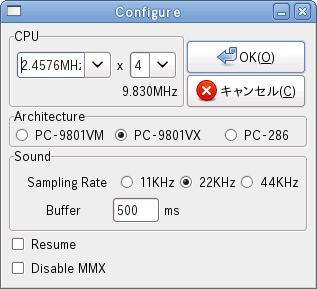 Configure
CPU
2.4576MHz x 4
9.830MHz
OK(O)
キャンセル(C)
Architecture
PC-9801VM PC-9801VX PC-286
Sound
Sampling Rate 11KHz 22KHz 44KHz
Buffer 500 ms
Resume
Disable MMX